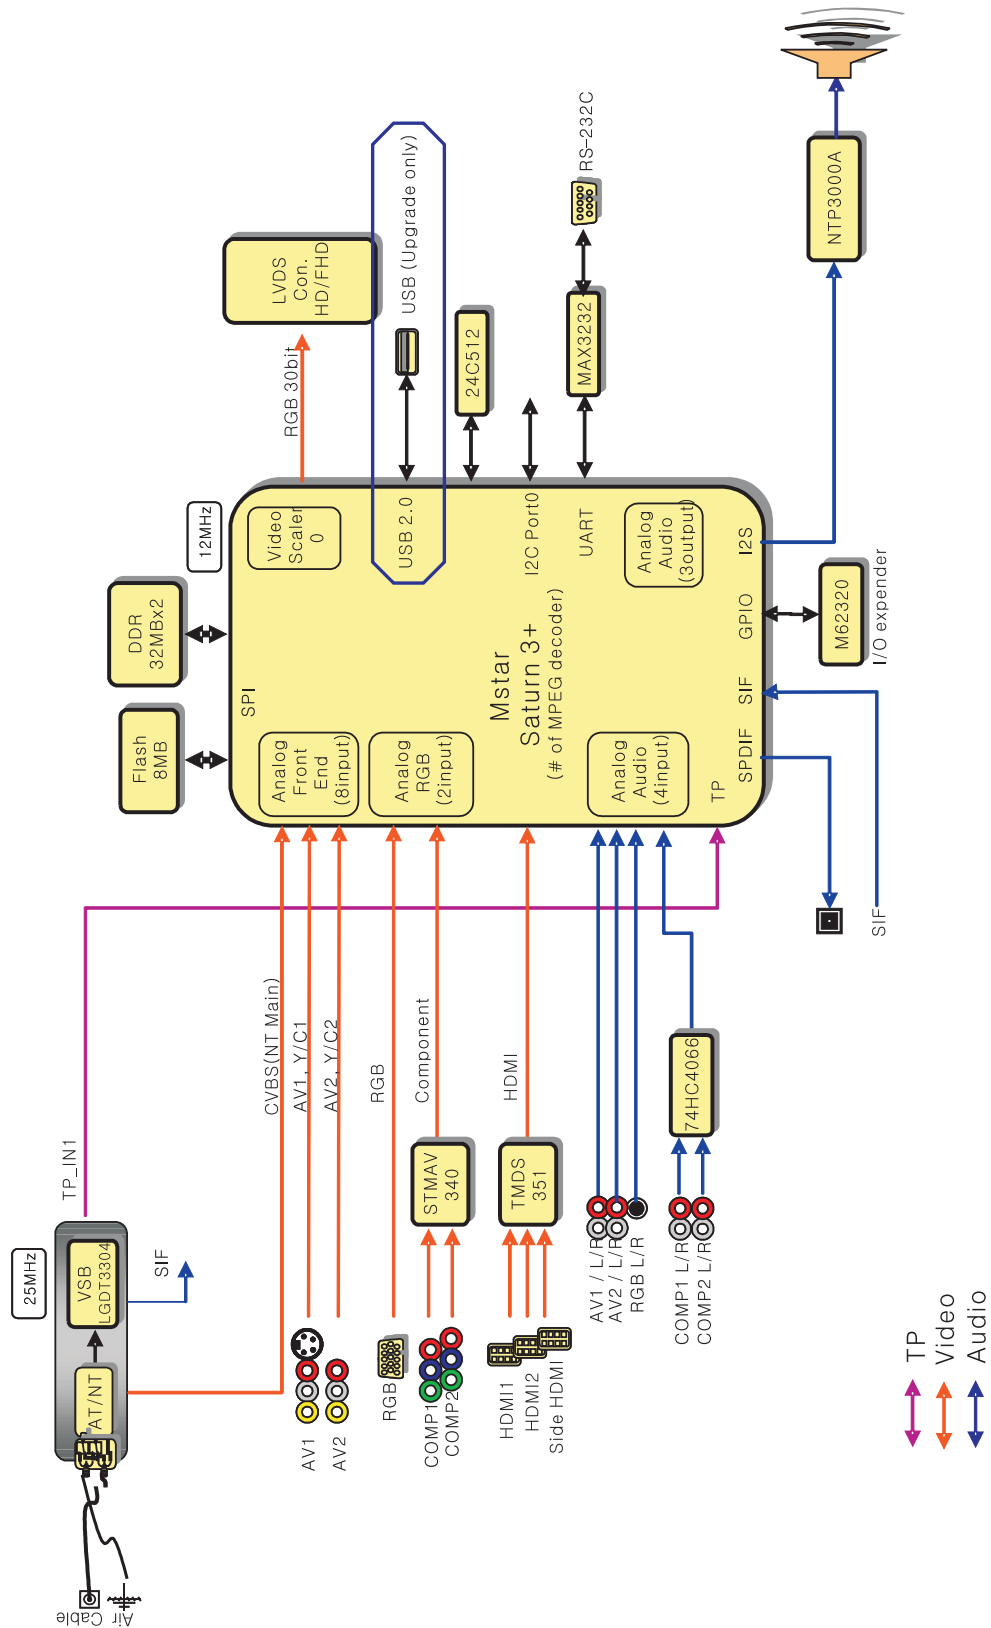 Air
Cable
25MHz
AT/NT
VSB
LGDT3304
SIF
TP_IN1
CVBS(NT Main)
AV1, Y/C1
AV2, Y/C2
RGB
Component
HDMI
AV1
AV2
RGB
COMP1
COMP2
HDMI1
HDMI2
Side HDMI
STMAV
340
TMDS
351
AV1 / L/R
AV2 / L/R
RGB L/R
COMP1 L/R
COMP2 L/R
74HC4066
Flash
8MB
DDR
32MBx2
12MHz
SPI
Analog
Front
End
(8input)
Analog
RGB
(2input)
Mstar
Saturn 3+
(# of MPEG decoder)
Analog
Audio
(4input)
TP
SPDIF
SIF
GPIO
I2S
Video
Scaler
0
USB 2.0
I2C Port0
UART
Analog
Audio
(3output)
RGB 30bit
LVDS
Con.
HD/FHD
USB (Upgrade only)
24C512
MAX3232
RS-232C
SIF
M62320
I/O expender
NTP3000A
TP
Video
Audio